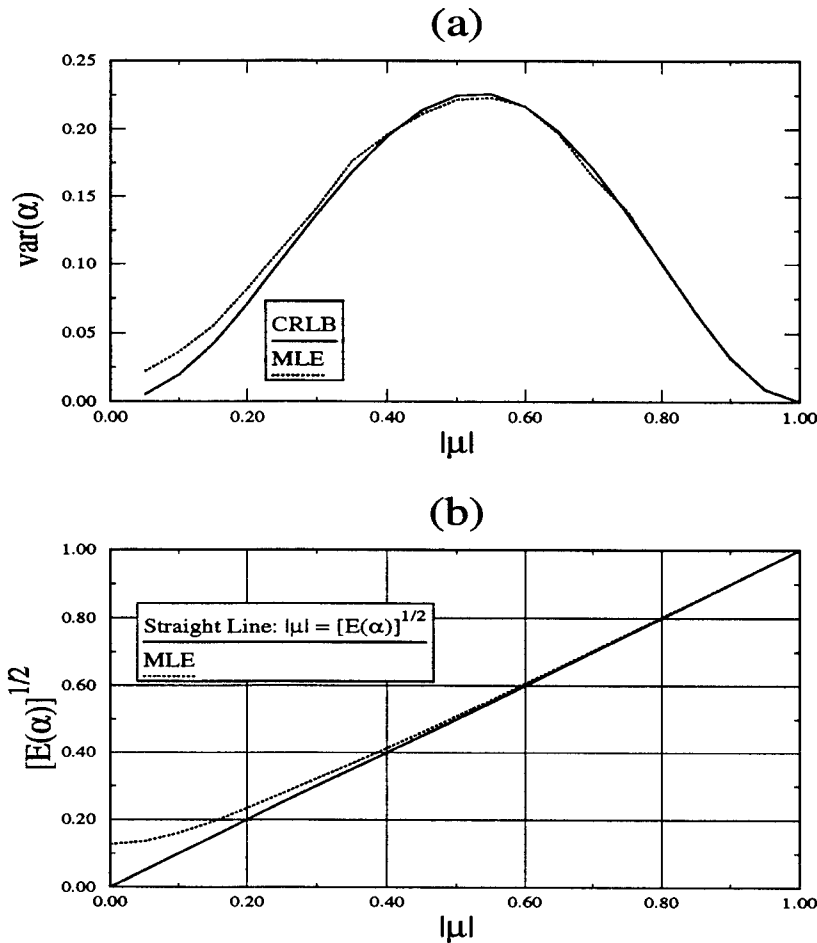 (a)
0.25
0.20
0.15
0.10
0.05
0.00
var(α)
CRLB
MLE
0.00 0.20 0.40 0.60 0.80 1.00
|μ|
(b)
1.00
0.80
0.60
0.40
0.20
0.00
[E(α)]^1/2
Straight Line: |μ| = [E(α)]^1/2
MLE
0.00 0.20 0.40 0.60 0.80 1.00
|μ|